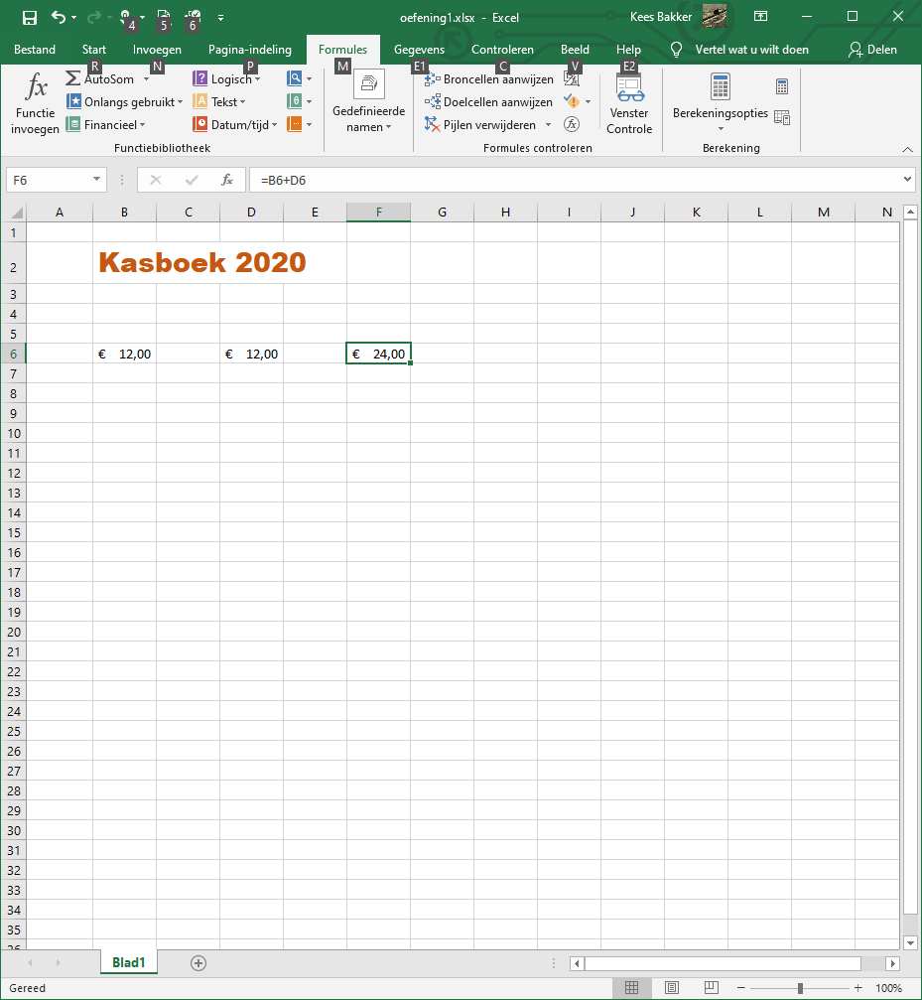 oefening1.xlsx - Excel
Kees Bakker
4 5 6
Bestand Start Invoegen Pagina-indeling Formules Gegevens Controleren Beeld Help Vertel wat u wilt doen Delen
R N P M E1 C V E2
fx
Functie invoegen
Σ AutoSom
Onlangs gebruikt
Financieel
? Logisch
A Tekst
Datum/tijd
θ
Functiebibliotheek
Gedefinieerde namen
Broncellen aanwijzen
Doelcellen aanwijzen
Pijlen verwijderen
fx
Formules controleren
Venster Controle
Berekeningsopties
Berekening
F6 fx =B6+D6
A B C D E F G H I J K L M N
1
2 Kasboek 2020
3
4
5
6 € 12,00 € 12,00 € 24,00
7
8
9
10
11
12
13
14
15
16
17
18
19
20
21
22
23
24
25
26
27
28
29
30
31
32
33
34
35
36
Blad1
Gereed 100%